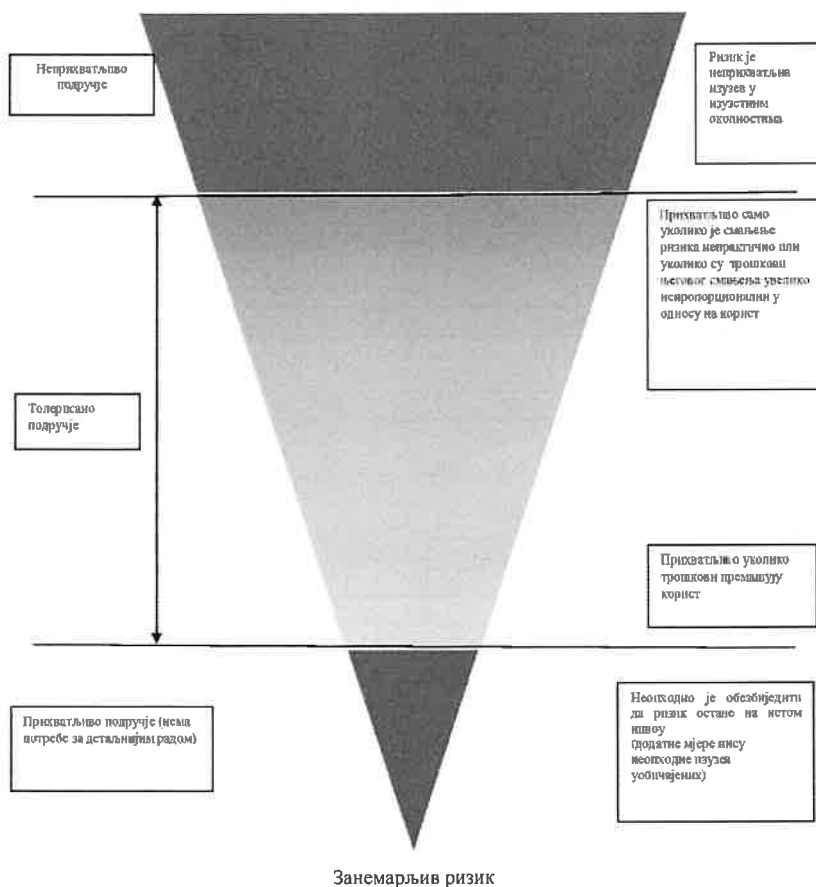 Неприхватљиво
подручје
Ризик је
неприхватљив
изузев у
изузетним
околностима
Прихватљиво само
уколико је смањење
ризика непрактично или
уколико су трошкови
његовог смањења увелико
непропорционални у
односу на корист
Толерисано
подручје
Прихватљиво уколико
трошкови премашују
корист
Прихватљиво подручје (нема
потребе за детаљнијим радом)
Неопходно је обезбиједити
да ризик остане на истом
нивоу
(додатне мјере нису
неопходне изузев
уобичајених)
Занемарљив ризик